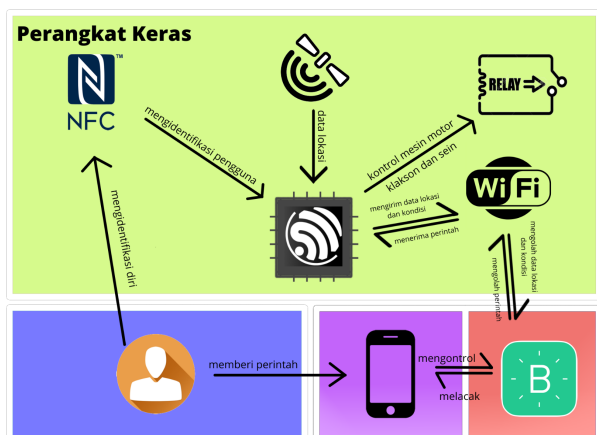 Perangkat Keras
NFC
TM
mengidentifikasi pengguna
data lokasi
RELAY
kontrol mesin motor
klakson dan sein
WiFi
mengirim data lokasi
dan kondisi
menerima perintah
mengidentifikasi diri
mengolah data lokasi
dan kondisi
mengolah perintah
memberi perintah
mengontrol
melacak
B